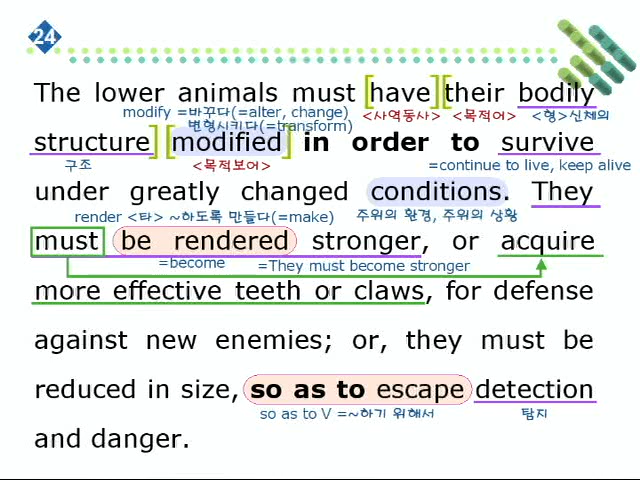 24
The lower animals must [have] [their bodily
modify =바꾸다(=alter, change) <사역동사> <목적어> <형>신체의
변형시키다(=transform)
structure] [modified] in order to survive
구조 <목적보어> =continue to live, keep alive
under greatly changed conditions. They
render <타> ~하도록 만들다(=make) 주위의 환경, 주위의 상황
must be rendered stronger, or acquire
=become =They must become stronger
more effective teeth or claws, for defense
against new enemies; or, they must be
reduced in size, so as to escape detection
so as to V =~하기 위해서 탐지
and danger.